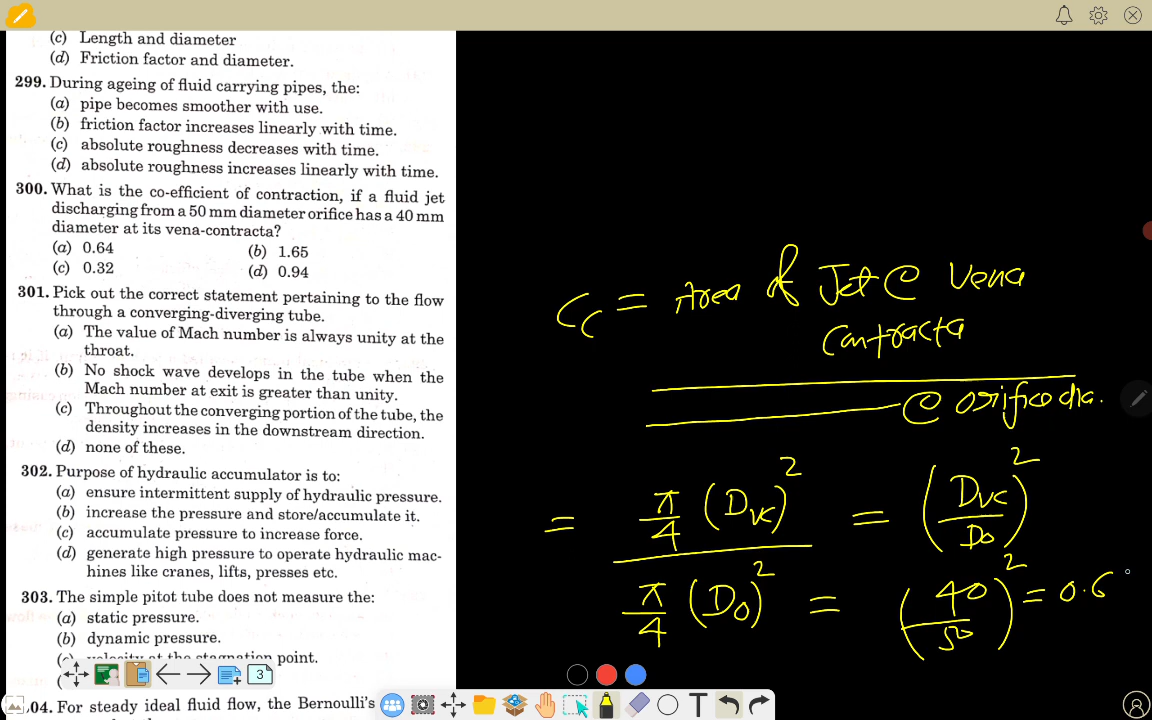 (c) Length and diameter
(d) Friction factor and diameter.
299. During ageing of fluid carrying pipes, the:
(a) pipe becomes smoother with use.
(b) friction factor increases linearly with time.
(c) absolute roughness decreases with time.
(d) absolute roughness increases linearly with time.
300. What is the co-efficient of contraction, if a fluid jet
discharging from a 50 mm diameter orifice has a 40 mm
diameter at its vena-contracta?
(a) 0.64 (b) 1.65
(c) 0.32 (d) 0.94
301. Pick out the correct statement pertaining to the flow
through a converging-diverging tube.
(a) The value of Mach number is always unity at the
throat.
(b) No shock wave develops in the tube when the
Mach number at exit is greater than unity.
(c) Throughout the converging portion of the tube, the
density increases in the downstream direction.
(d) none of these.
302. Purpose of hydraulic accumulator is to:
(a) ensure intermittent supply of hydraulic pressure.
(b) increase the pressure and store/accumulate it.
(c) accumulate pressure to increase force.
(d) generate high pressure to operate hydraulic mac-
hines like cranes, lifts, presses etc.
303. The simple pitot tube does not measure the:
(a) static pressure.
(b) dynamic pressure.
velocity at the stagnation point.
3
04. For steady ideal fluid flow, the Bernoulli's
Cc = Area of Jet @ Vena
Contracta
@ orifice dia.
= π/4 (Dvc)² = (Dvc/Do)²
π/4 (Do)² = (40/50)² = 0.6
T